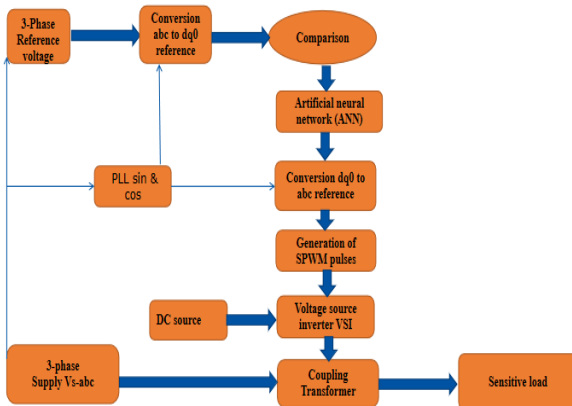 3-Phase
Reference
voltage
Conversion
abc to dq0
reference
Comparison
Artificial neural
network (ANN)
PLL sin &
cos
Conversion dq0 to
abc reference
Generation of
SPWM pulses
DC source
Voltage source
inverter VSI
3-phase
Supply Vs-abc
Coupling
Transformer
Sensitive load